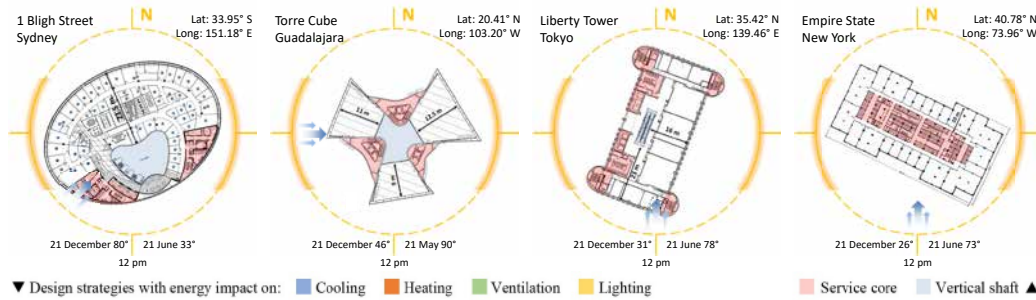 1 Bligh Street
Sydney
N
Lat: 33.95° S
Long: 151.18° E
21 December 80°
21 June 33°
12 pm
Torre Cube
Guadalajara
N
Lat: 20.41° N
Long: 103.20° W
11 m
12.5 m
21 December 46°
21 May 90°
12 pm
Liberty Tower
Tokyo
N
Lat: 35.42° N
Long: 139.46° E
21 December 31°
21 June 78°
12 pm
Empire State
New York
N
Lat: 40.78° N
Long: 73.96° W
21 December 26°
21 June 73°
12 pm
▼ Design strategies with energy impact on: Cooling Heating Ventilation Lighting Service core Vertical shaft ▲